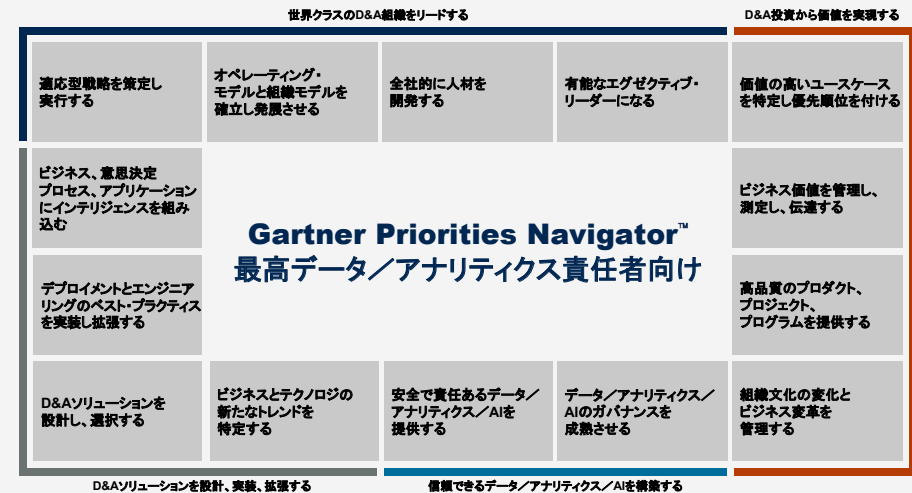 世界クラスのD&A組織をリードする
D&A投資から価値を実現する
適応型戦略を策定し
実行する
オペレーティング・
モデルと組織モデルを
確立し発展させる
全社的に人材を
開発する
有能なエグゼクティブ・
リーダーになる
価値の高いユースケース
を特定し優先順位を付ける
ビジネス、意思決定
プロセス、アプリケーション
にインテリジェンスを組み
込む
Gartner Priorities Navigator™
最高データ／アナリティクス責任者向け
ビジネス価値を管理し、
測定し、伝達する
デプロイメントとエンジニア
リングのベスト・プラクティス
を実装し拡張する
高品質のプロダクト、
プロジェクト、
プログラムを提供する
D&Aソリューションを
設計し、選択する
ビジネスとテクノロジの
新たなトレンドを
特定する
安全で責任あるデータ／
アナリティクス／AIを
提供する
データ／アナリティクス／
AIのガバナンスを
成熟させる
組織文化の変化と
ビジネス変革を
管理する
D&Aソリューションを設計、実装、拡張する
信頼できるデータ／アナリティクス／AIを構築する